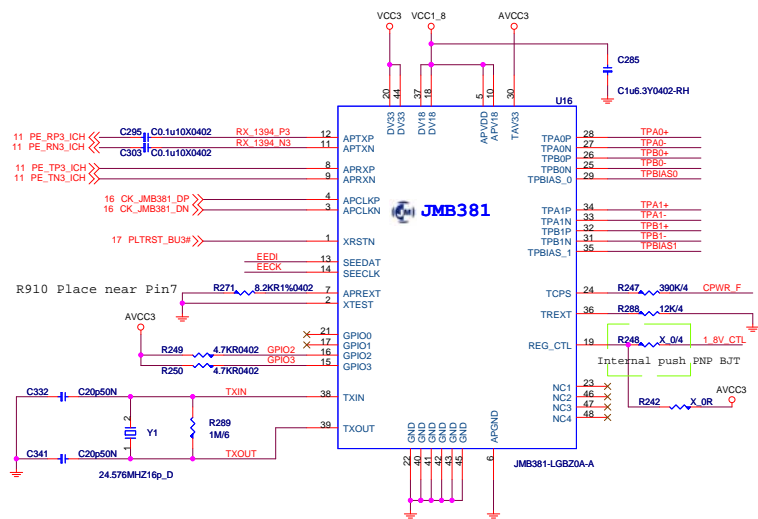 VCC3 VCC1_8 AVCC3
C285
C1u6.3Y0402-RH
U16
20 44 37 18 5 10 30
DV33 DV33 DV18 DV18 APVDD APV18 TAV33
11 PE_RP3_ICH C295 C0.1u10X0402 RX_1394_P3 12 APTXP
11 PE_RN3_ICH C303 C0.1u10X0402 RX_1394_N3 11 APTXN
11 PE_TP3_ICH 8 APRXP
11 PE_TN3_ICH 9 APRXN
16 CK_JMB381_DP 4 APCLKP
16 CK_JMB381_DN 3 APCLKN
17 PLTRST_BU3# 1 XRSTN
EEDI 13 SEEDAT
EECK 14 SEECLK
R910 Place near Pin7
R271 8.2KR1%0402 7 APREXT
2 XTEST
AVCC3
21 GPIO0
17 GPIO1
R249 4.7KR0402 GPIO2 16 GPIO2
R250 4.7KR0402 GPIO3 15 GPIO3
C332 C20p50N TXIN 38 TXIN
2 Y1 1
R289
1M/6
C341 C20p50N TXOUT 39 TXOUT
24.576MHZ16p_D
JM JMB381
TPA0P 28 TPA0+
TPA0N 27 TPA0-
TPB0P 26 TPB0+
TPB0N 25 TPB0-
TPBIAS_0 29 TPBIAS0
TPA1P 34 TPA1+
TPA1N 33 TPA1-
TPB1P 32 TPB1+
TPB1N 31 TPB1-
TPBIAS_1 35 TPBIAS1
TCPS 24 R247 390K/4 CPWR_F
TREXT 36 R288 12K/4
REG_CTL 19 R248 X_0/4 1_8V_CTL
Internal push PNP BJT
AVCC3
R242 X_0R
NC1 23
NC2 46
NC3 47
NC4 48
GND GND GND GND GND GND APGND
22 40 41 42 43 45 6
JMB381-LGBZ0A-A